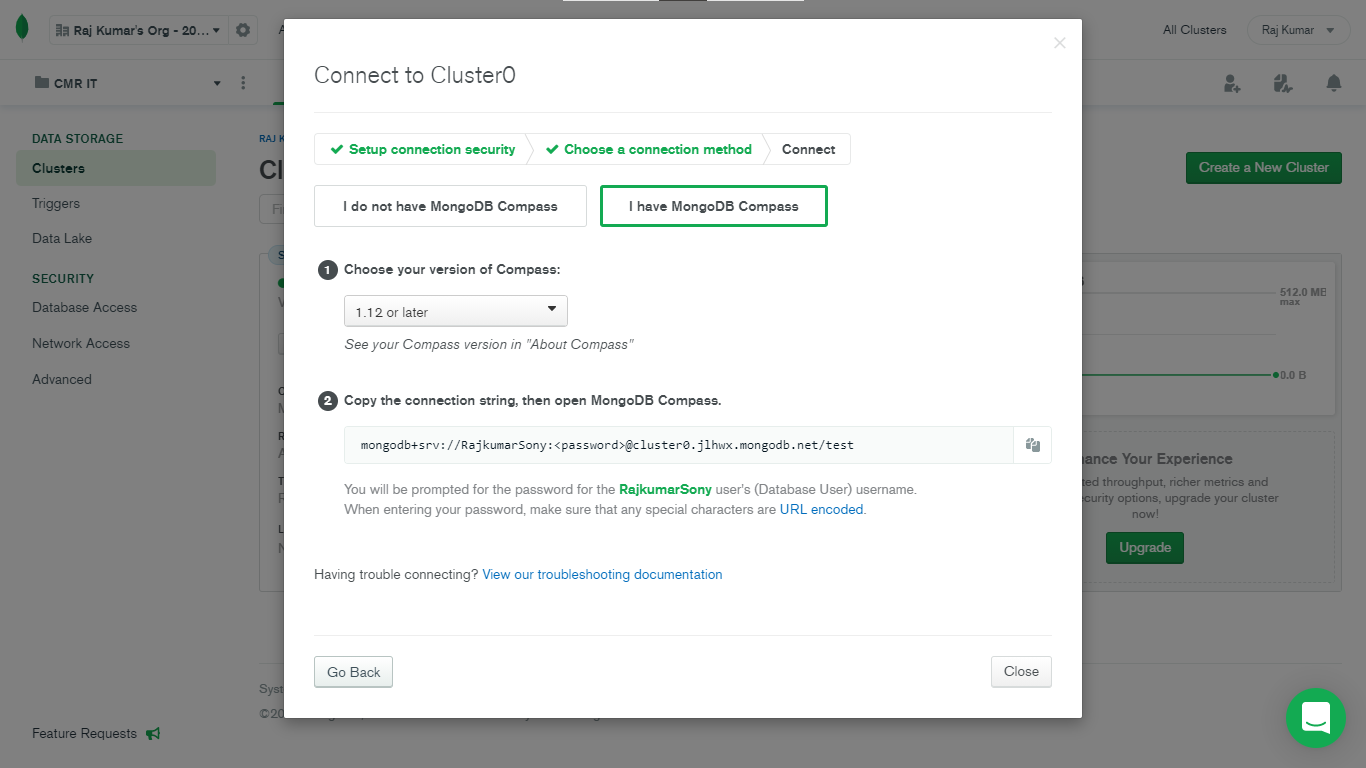 Raj Kumar's Org - 20...
All Clusters
Raj Kumar
CMR IT
DATA STORAGE
Clusters
Triggers
Data Lake
SECURITY
Database Access
Network Access
Advanced
Feature Requests
Create a New Cluster
512.0 MB
max
0.0 B
Your Experience
throughput, richer metrics and
options, upgrade your cluster
now!
Upgrade
Connect to Cluster0
Setup connection security
Choose a connection method
Connect
I do not have MongoDB Compass
I have MongoDB Compass
1 Choose your version of Compass:
1.12 or later
See your Compass version in "About Compass"
2 Copy the connection string, then open MongoDB Compass.
mongodb+srv://RajkumarSony:<password>@cluster0.jlhwx.mongodb.net/test
You will be prompted for the password for the RajkumarSony user's (Database User) username.
When entering your password, make sure that any special characters are URL encoded.
Having trouble connecting? View our troubleshooting documentation
Go Back
Close